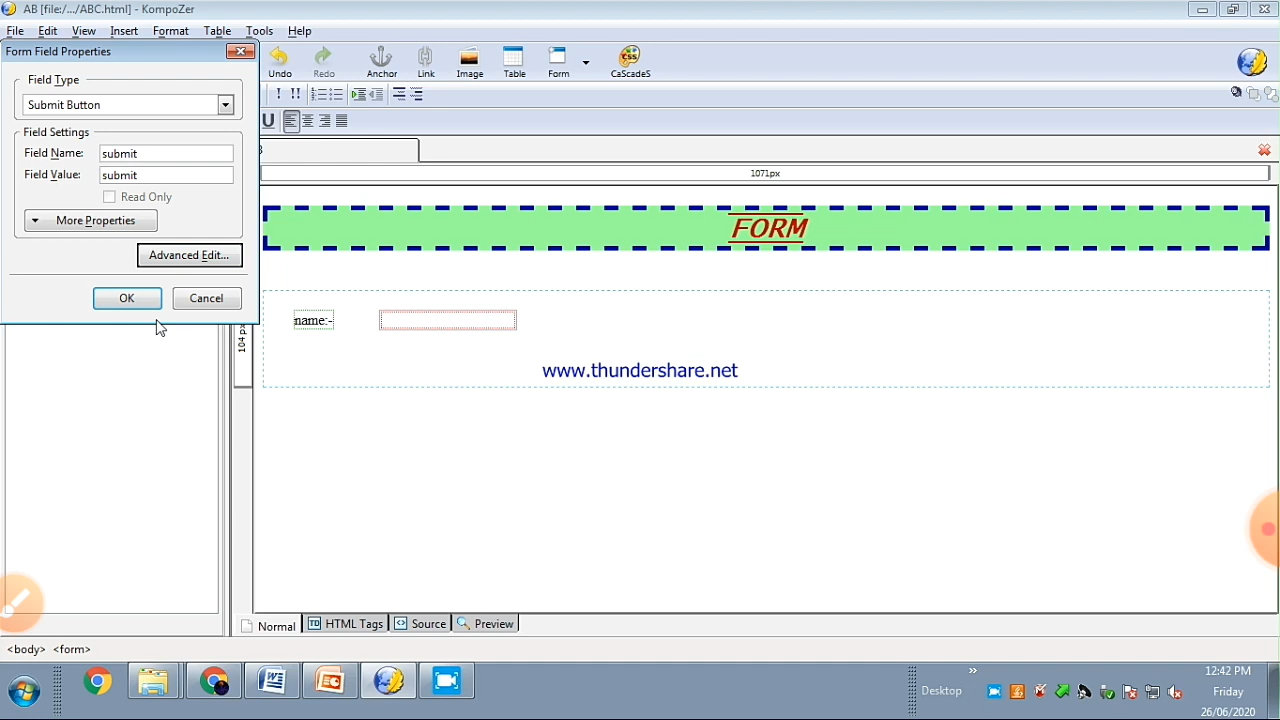 AB [file:/.../ABC.html] - KompoZer
File Edit View Insert Format Table Tools Help
Form Field Properties
Field Type
Submit Button
Field Settings
Field Name: submit
Field Value: submit
Read Only
More Properties
Advanced Edit...
OK Cancel
Undo Redo Anchor Link Image Table Form CaScadeS
1071px
FORM
name:-
104 px
www.thundershare.net
Normal HTML Tags Source Preview
<body> <form>
Desktop
12:42 PM
Friday
26/06/2020